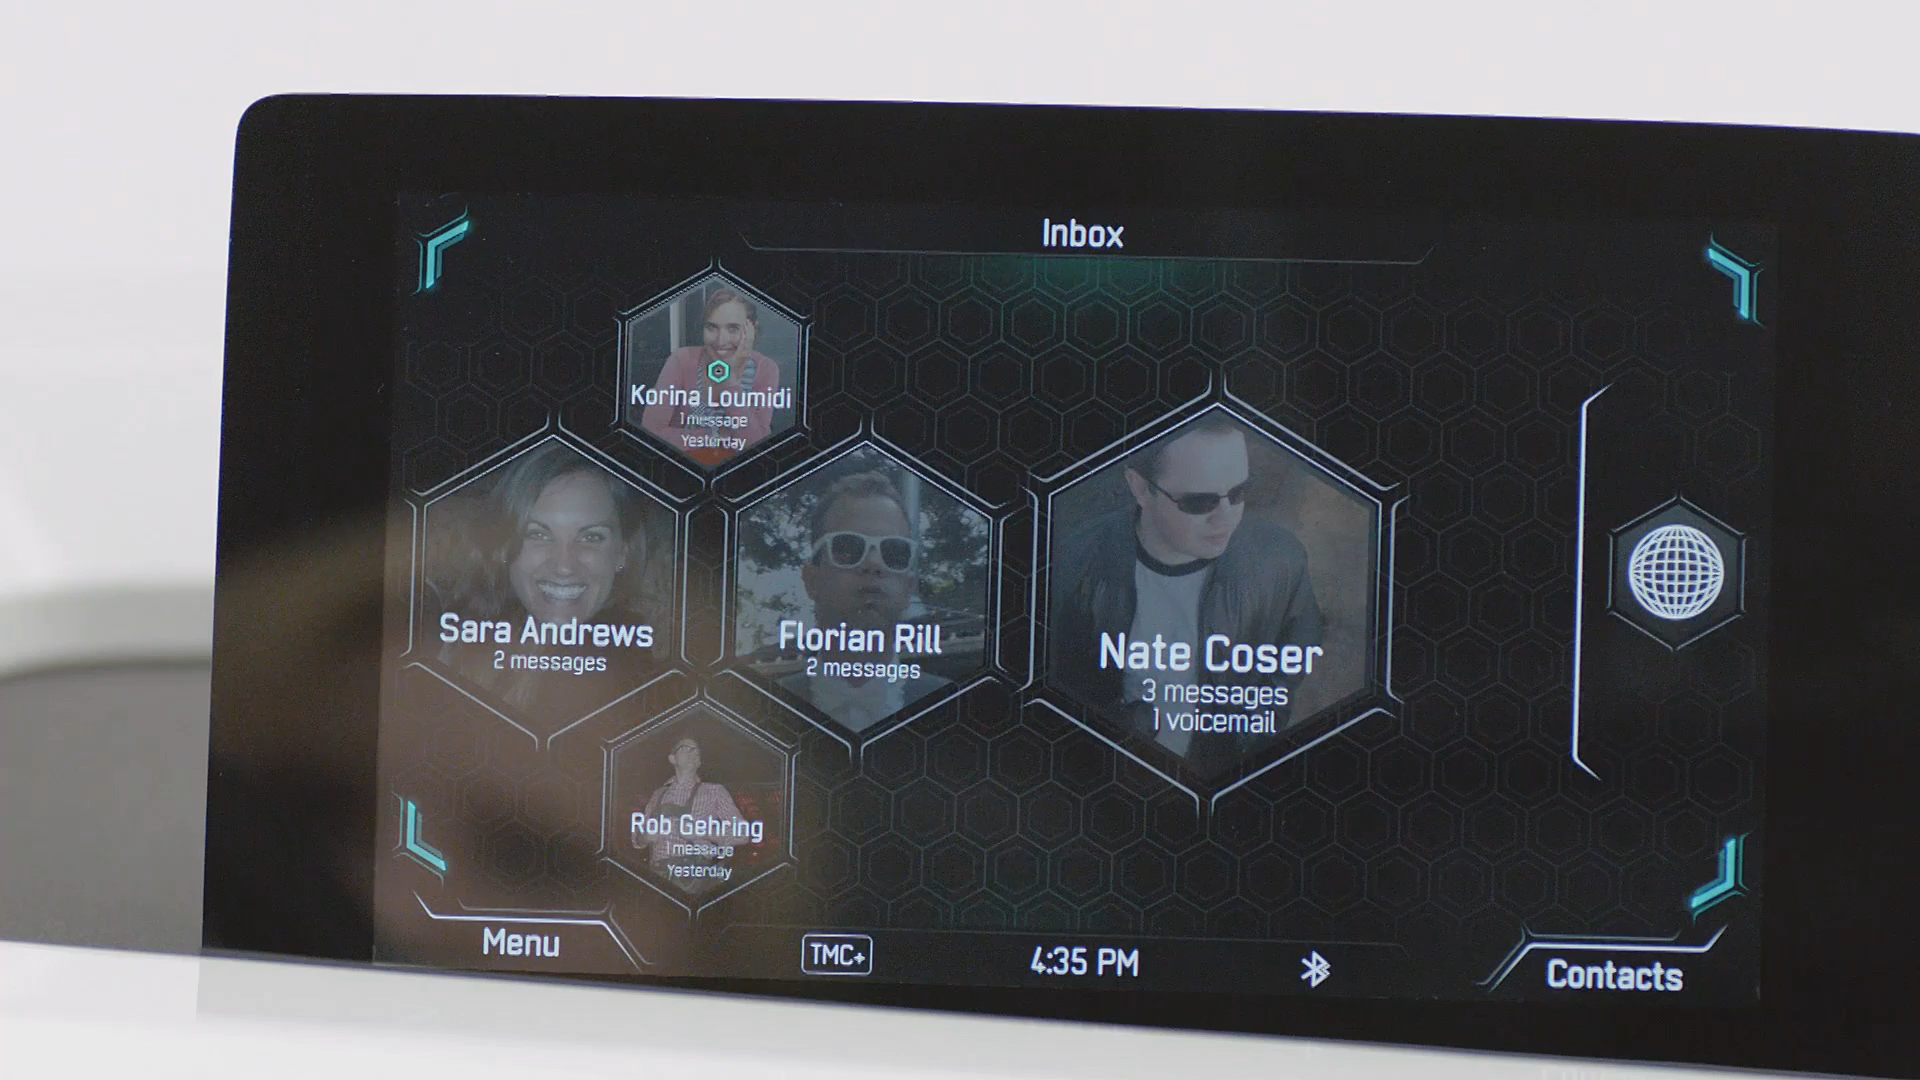 Inbox
Korina Loumidi
1 message
Yesterday
Sara Andrews
2 messages
Florian Rill
2 messages
Nate Coser
3 messages
1 voicemail
Rob Gehring
1 message
Yesterday
Menu
TMC+
4:35 PM
Contacts